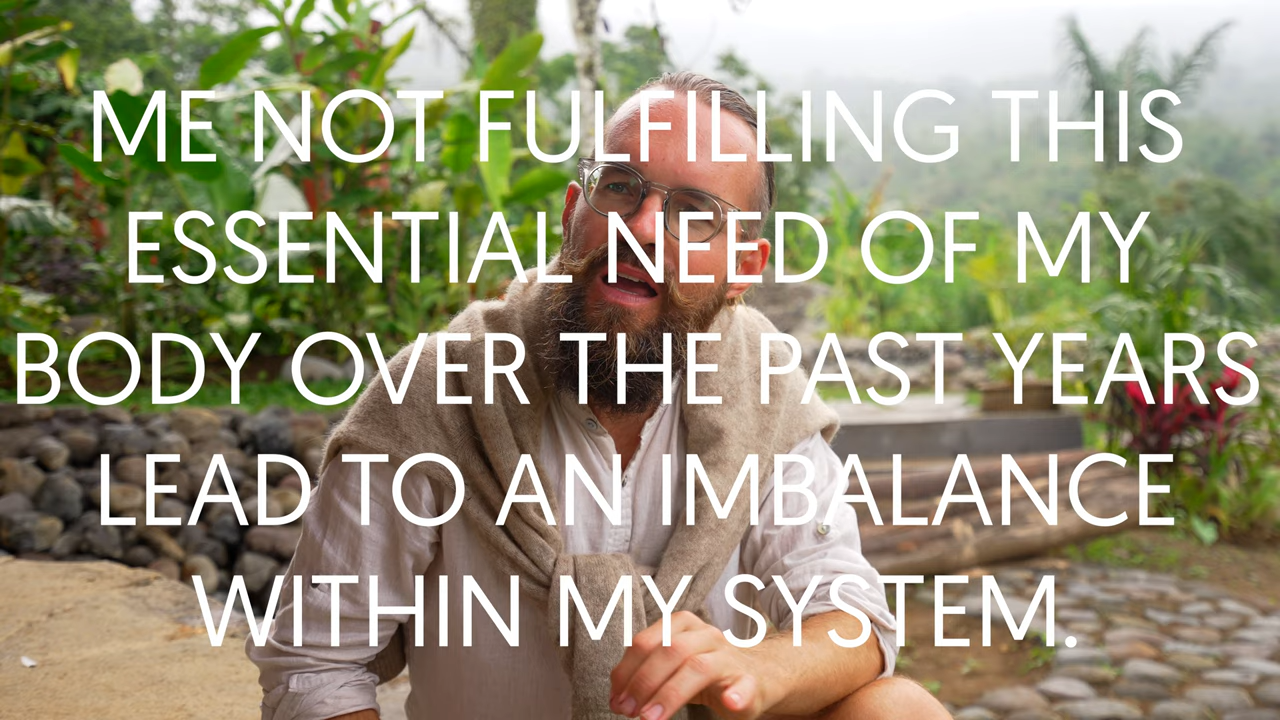 ME NOT FULFILLING THIS
ESSENTIAL NEED OF MY
BODY OVER THE PAST YEARS
LEAD TO AN IMBALANCE
WITHIN MY SYSTEM.